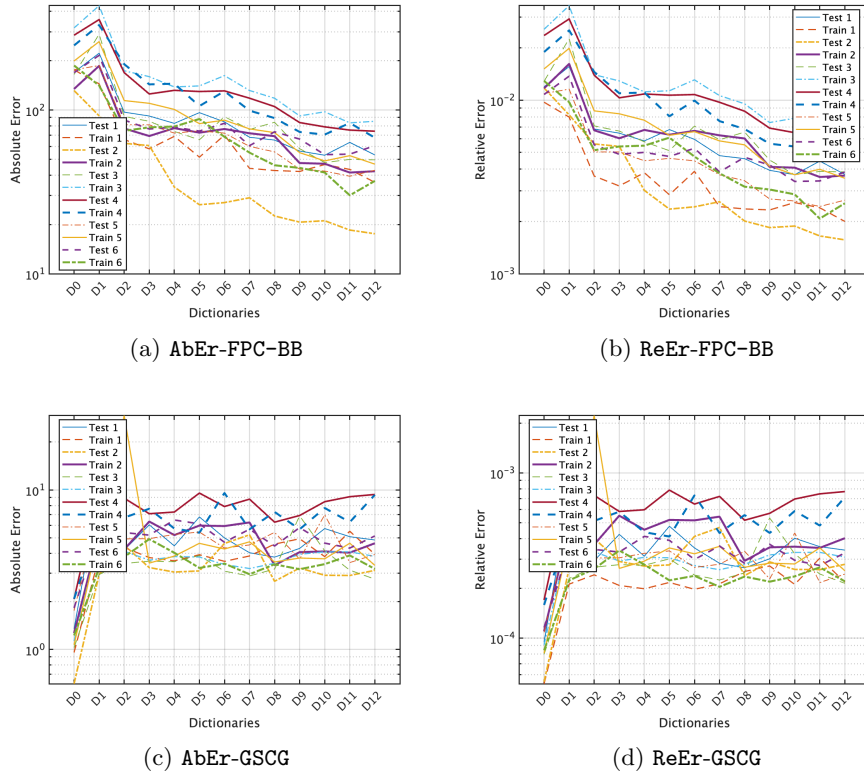 Absolute Error
10²
10¹
D0 D1 D2 D3 D4 D5 D6 D7 D8 D9 D10 D11 D12
Dictionaries
Test 1
Train 1
Test 2
Train 2
Test 3
Train 3
Test 4
Train 4
Test 5
Train 5
Test 6
Train 6
(a) AbEr-FPC-BB
Relative Error
10⁻²
10⁻³
D0 D1 D2 D3 D4 D5 D6 D7 D8 D9 D10 D11 D12
Dictionaries
Test 1
Train 1
Test 2
Train 2
Test 3
Train 3
Test 4
Train 4
Test 5
Train 5
Test 6
Train 6
(b) ReEr-FPC-BB
Absolute Error
10¹
10⁰
D0 D1 D2 D3 D4 D5 D6 D7 D8 D9 D10 D11 D12
Dictionaries
Test 1
Train 1
Test 2
Train 2
Test 3
Train 3
Test 4
Train 4
Test 5
Train 5
Test 6
Train 6
(c) AbEr-GSCG
Relative Error
10⁻³
10⁻⁴
D0 D1 D2 D3 D4 D5 D6 D7 D8 D9 D10 D11 D12
Dictionaries
Test 1
Train 1
Test 2
Train 2
Test 3
Train 3
Test 4
Train 4
Test 5
Train 5
Test 6
Train 6
(d) ReEr-GSCG